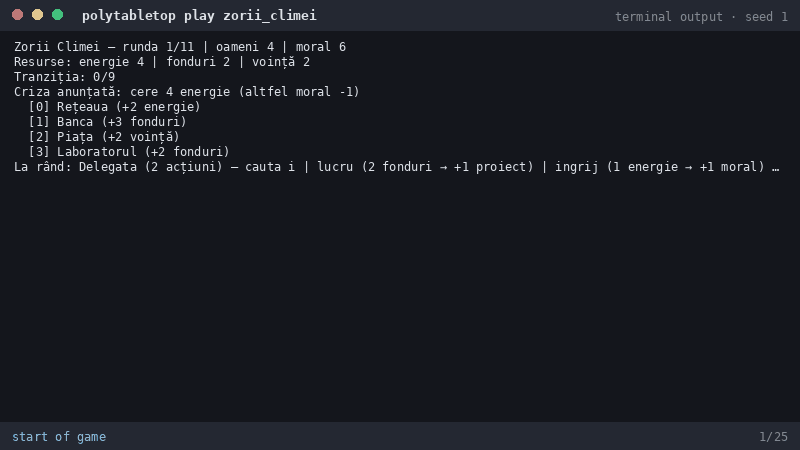 polytabletop play zorii_climei
terminal output · seed 1
Zorii Climei — runda 1/11 | oameni 4 | moral 6
Resurse: energie 4 | fonduri 2 | voință 2
Tranziția: 0/9
Criza anunțată: cere 4 energie (altfel moral -1)
[0] Rețeaua (+2 energie)
[1] Banca (+3 fonduri)
[2] Piața (+2 voință)
[3] Laboratorul (+2 fonduri)
La rând: Delegata (2 acțiuni) — cauta i | lucru (2 fonduri → +1 proiect) | ingrij (1 energie → +1 moral) …
start of game
1/25